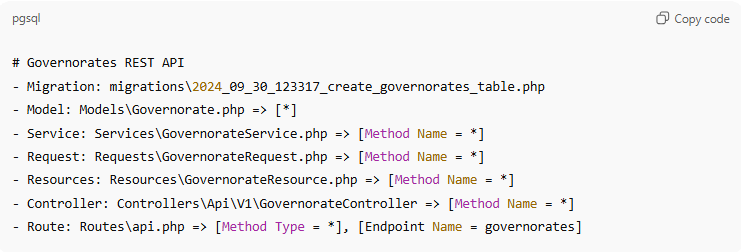 pgsql
Copy code
# Governorates REST API
- Migration: migrations\2024_09_30_123317_create_governorates_table.php
- Model: Models\Governorate.php => [*]
- Service: Services\GovernorateService.php => [Method Name = *]
- Request: Requests\GovernorateRequest.php => [Method Name = *]
- Resources: Resources\GovernorateResource.php => [Method Name = *]
- Controller: Controllers\Api\V1\GovernorateController => [Method Name = *]
- Route: Routes\api.php => [Method Type = *], [Endpoint Name = governorates]